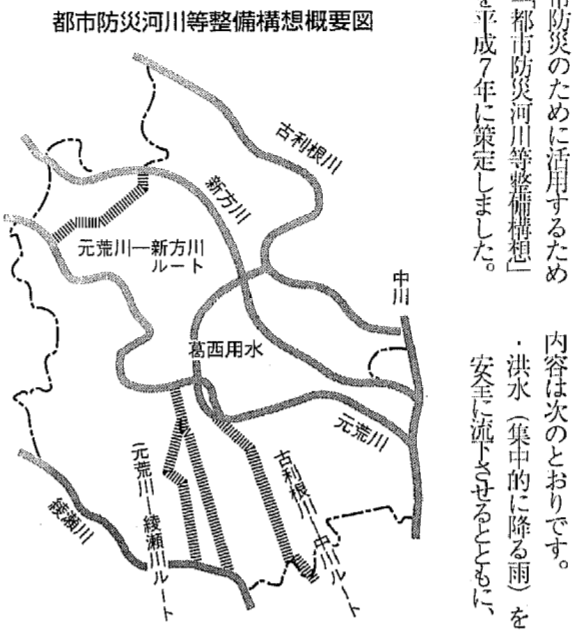 都市防災河川等整備構想概要図
古利根川
新方川
元荒川―新方川
ルート
中川
葛西用水
元荒川
綾瀬川
元荒川―綾瀬川ルート
古利根川―中川ルート
市防災のために活用するため
「都市防災河川等整備構想」
を平成7年に策定しました。
内容は次のとおりです。
・洪水(集中的に降る雨)を
安全に流下させるとともに、